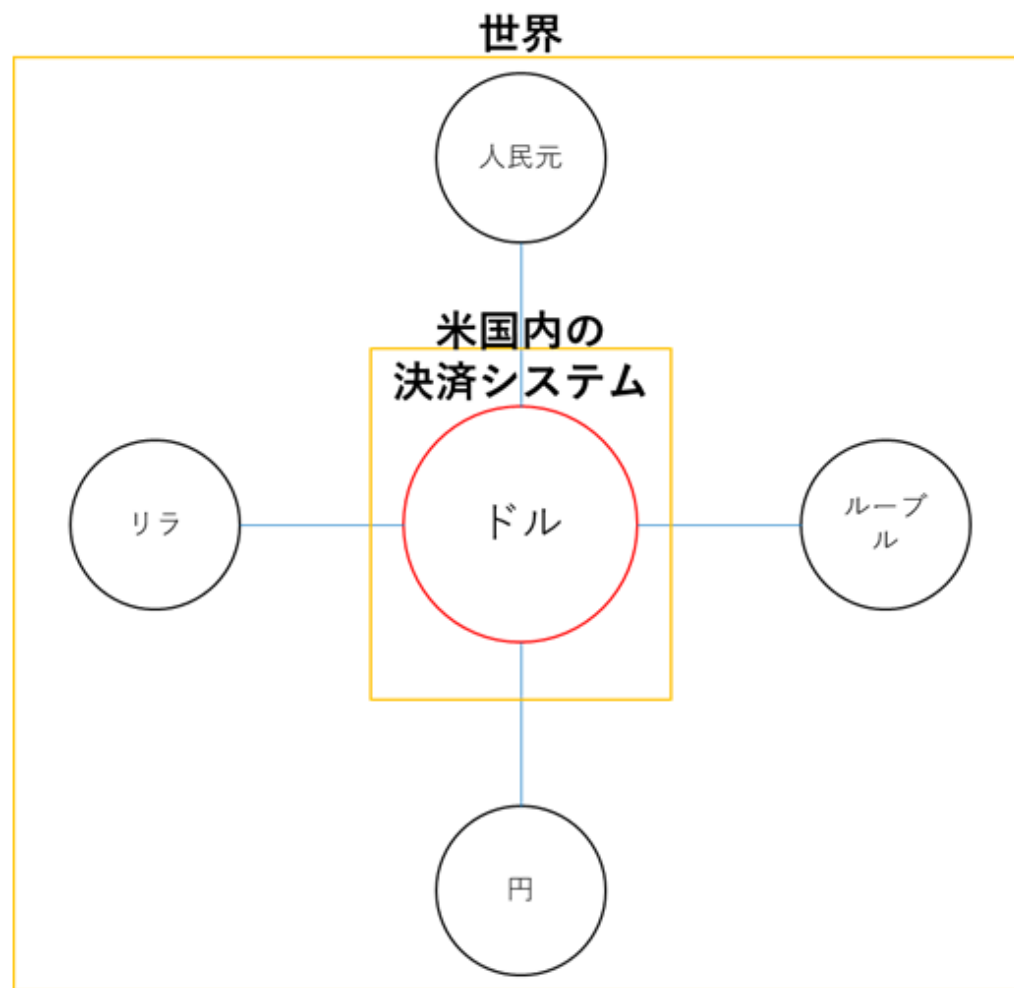 世界
人民元
米国内の
決済システム
リラ
ドル
ルーブ
ル
円